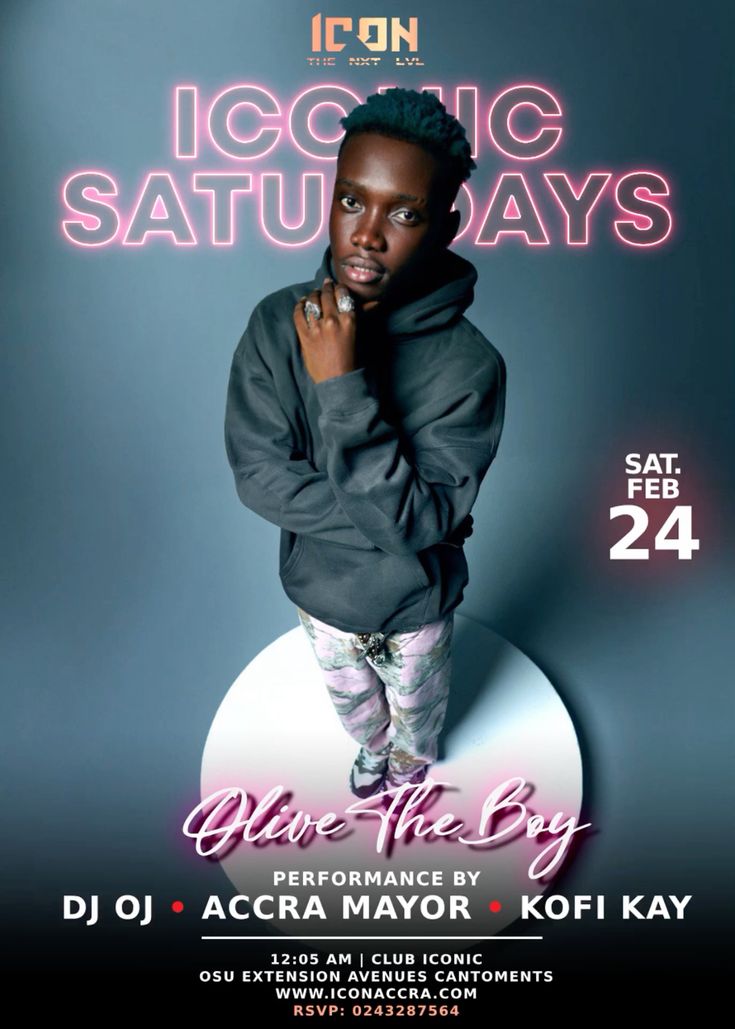 ICON
THE NXT LVL
ICONIC
SATURDAYS
SAT.
FEB
24
Olive The Boy
PERFORMANCE BY
DJ OJ • ACCRA MAYOR • KOFI KAY
12:05 AM | CLUB ICONIC
OSU EXTENSION AVENUES CANTOMENTS
WWW.ICONACCRA.COM
RSVP: 0243287564